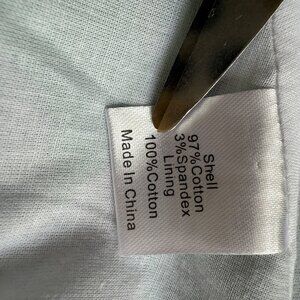 Shell
97%Cotton
3%Spandex
Lining
100%Cotton
Made In China